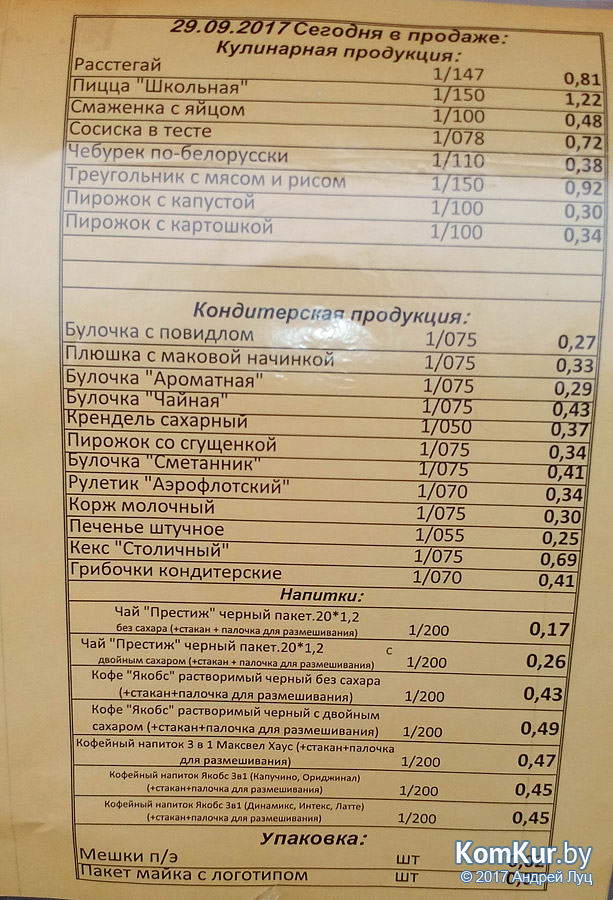 29.09.2017 Сегодня в продаже:
Кулинарная продукция:
Расстегай 1/147 0,81
Пицца "Школьная" 1/150 1,22
Смаженка с яйцом 1/100 0,48
Сосиска в тесте 1/078 0,72
Чебурек по-белорусски 1/110 0,38
Треугольник с мясом и рисом 1/150 0,92
Пирожок с капустой 1/100 0,30
Пирожок с картошкой 1/100 0,34
Кондитерская продукция:
Булочка с повидлом 1/075 0,27
Плюшка с маковой начинкой 1/075 0,33
Булочка "Ароматная" 1/075 0,29
Булочка "Чайная" 1/075 0,43
Крендель сахарный 1/050 0,37
Пирожок со сгущенкой 1/075 0,34
Булочка "Сметанник" 1/075 0,41
Рулетик "Аэрофлотский" 1/070 0,34
Корж молочный 1/075 0,30
Печенье штучное 1/055 0,25
Кекс "Столичный" 1/075 0,69
Грибочки кондитерские 1/070 0,41
Напитки:
Чай "Престиж" черный пакет.20*1,2
без сахара (+стакан + палочка для размешивания) 1/200 0,17
Чай "Престиж" черный пакет.20*1,2 с
двойным сахаром (+стакан + палочка для размешивания) 1/200 0,26
Кофе "Якобс" растворимый черный без сахара
(+стакан+палочка для размешивания) 1/200 0,43
Кофе "Якобс" растворимый черный с двойным
сахаром (+стакан+палочка для размешивания) 1/200 0,49
Кофейный напиток 3 в 1 Максвел Хаус (+стакан+палочка
для размешивания) 1/200 0,47
Кофейный напиток Якобс 3в1 (Капучино, Ориджинал)
(+стакан+палочка для размешивания) 1/200 0,45
Кофейный напиток Якобс 3в1 (Динамикс, Интекс, Латте)
(+стакан+палочка для размешивания) 1/200 0,45
Упаковка:
Мешки п/э шт
Пакет майка с логотипом шт
KomKur.by
© 2017 Андрей Луц